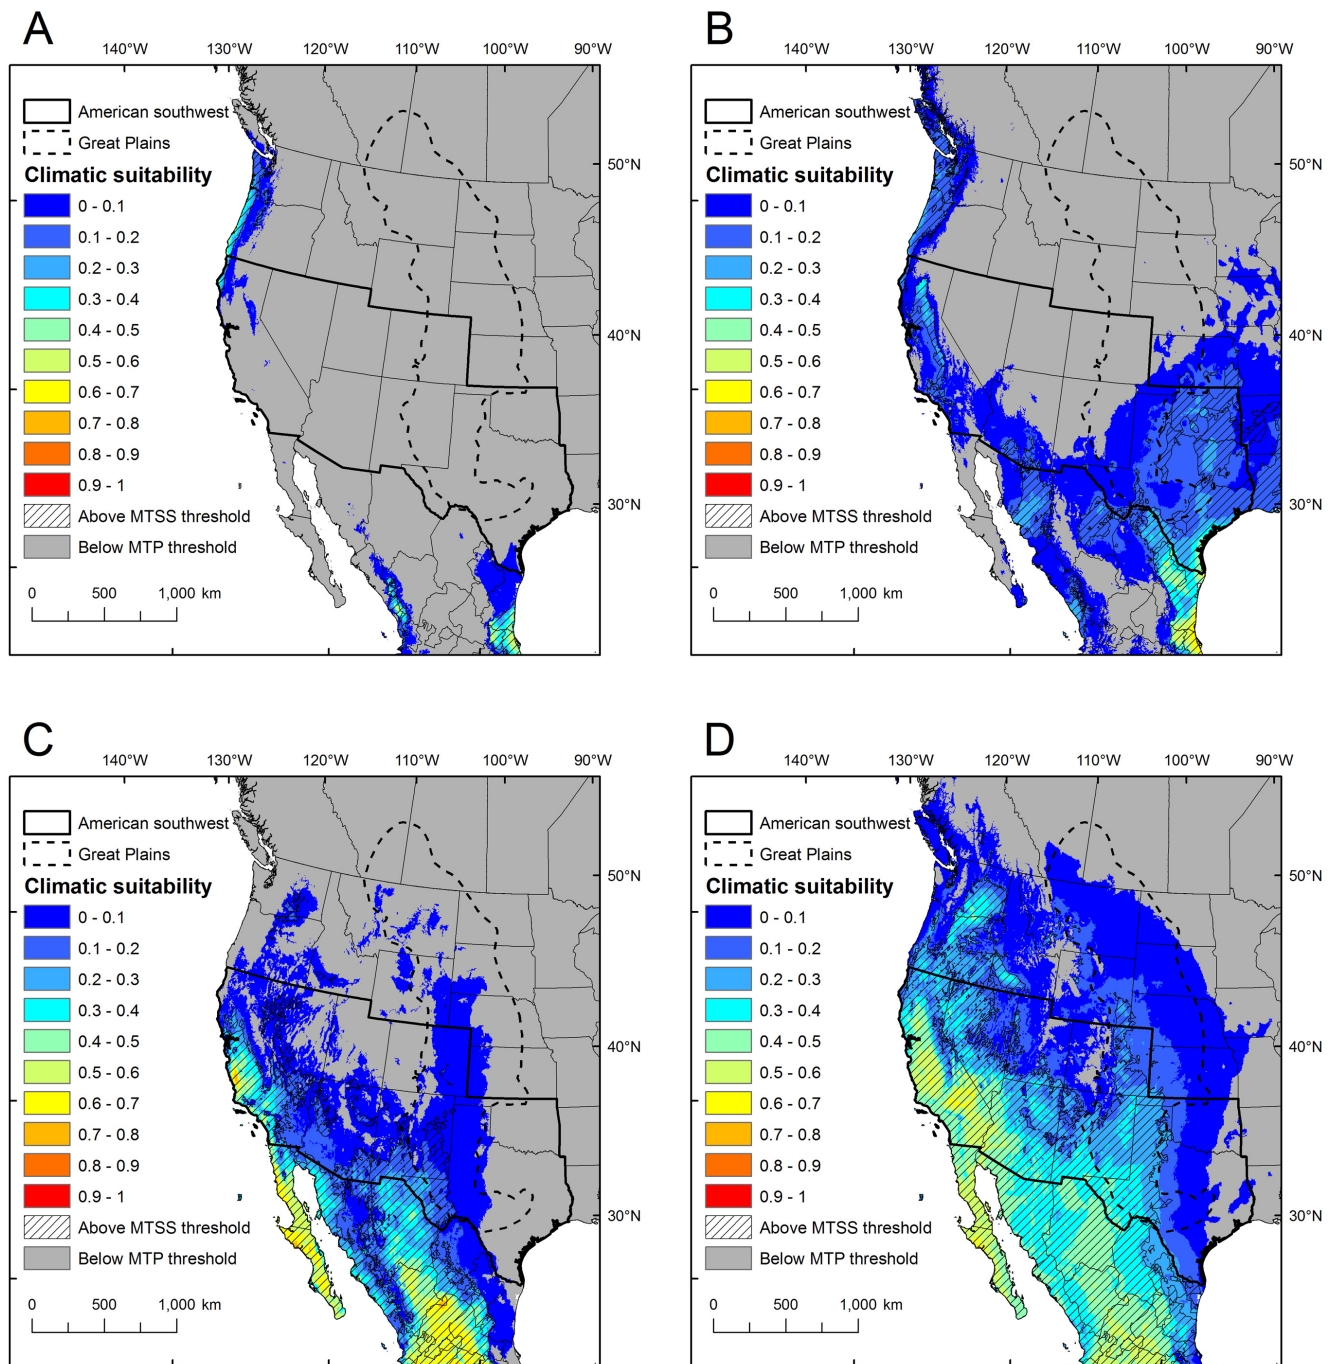 A
140°W 130°W 120°W 110°W 100°W 90°W
American southwest
Great Plains
Climatic suitability
0 - 0.1
0.1 - 0.2
0.2 - 0.3
0.3 - 0.4
0.4 - 0.5
0.5 - 0.6
0.6 - 0.7
0.7 - 0.8
0.8 - 0.9
0.9 - 1
Above MTSS threshold
Below MTP threshold
0 500 1,000 km
50°N
40°N
30°N
B
140°W 130°W 120°W 110°W 100°W 90°W
American southwest
Great Plains
Climatic suitability
0 - 0.1
0.1 - 0.2
0.2 - 0.3
0.3 - 0.4
0.4 - 0.5
0.5 - 0.6
0.6 - 0.7
0.7 - 0.8
0.8 - 0.9
0.9 - 1
Above MTSS threshold
Below MTP threshold
0 500 1,000 km
50°N
40°N
30°N
C
140°W 130°W 120°W 110°W 100°W 90°W
American southwest
Great Plains
Climatic suitability
0 - 0.1
0.1 - 0.2
0.2 - 0.3
0.3 - 0.4
0.4 - 0.5
0.5 - 0.6
0.6 - 0.7
0.7 - 0.8
0.8 - 0.9
0.9 - 1
Above MTSS threshold
Below MTP threshold
0 500 1,000 km
50°N
40°N
30°N
D
140°W 130°W 120°W 110°W 100°W 90°W
American southwest
Great Plains
Climatic suitability
0 - 0.1
0.1 - 0.2
0.2 - 0.3
0.3 - 0.4
0.4 - 0.5
0.5 - 0.6
0.6 - 0.7
0.7 - 0.8
0.8 - 0.9
0.9 - 1
Above MTSS threshold
Below MTP threshold
0 500 1,000 km
50°N
40°N
30°N